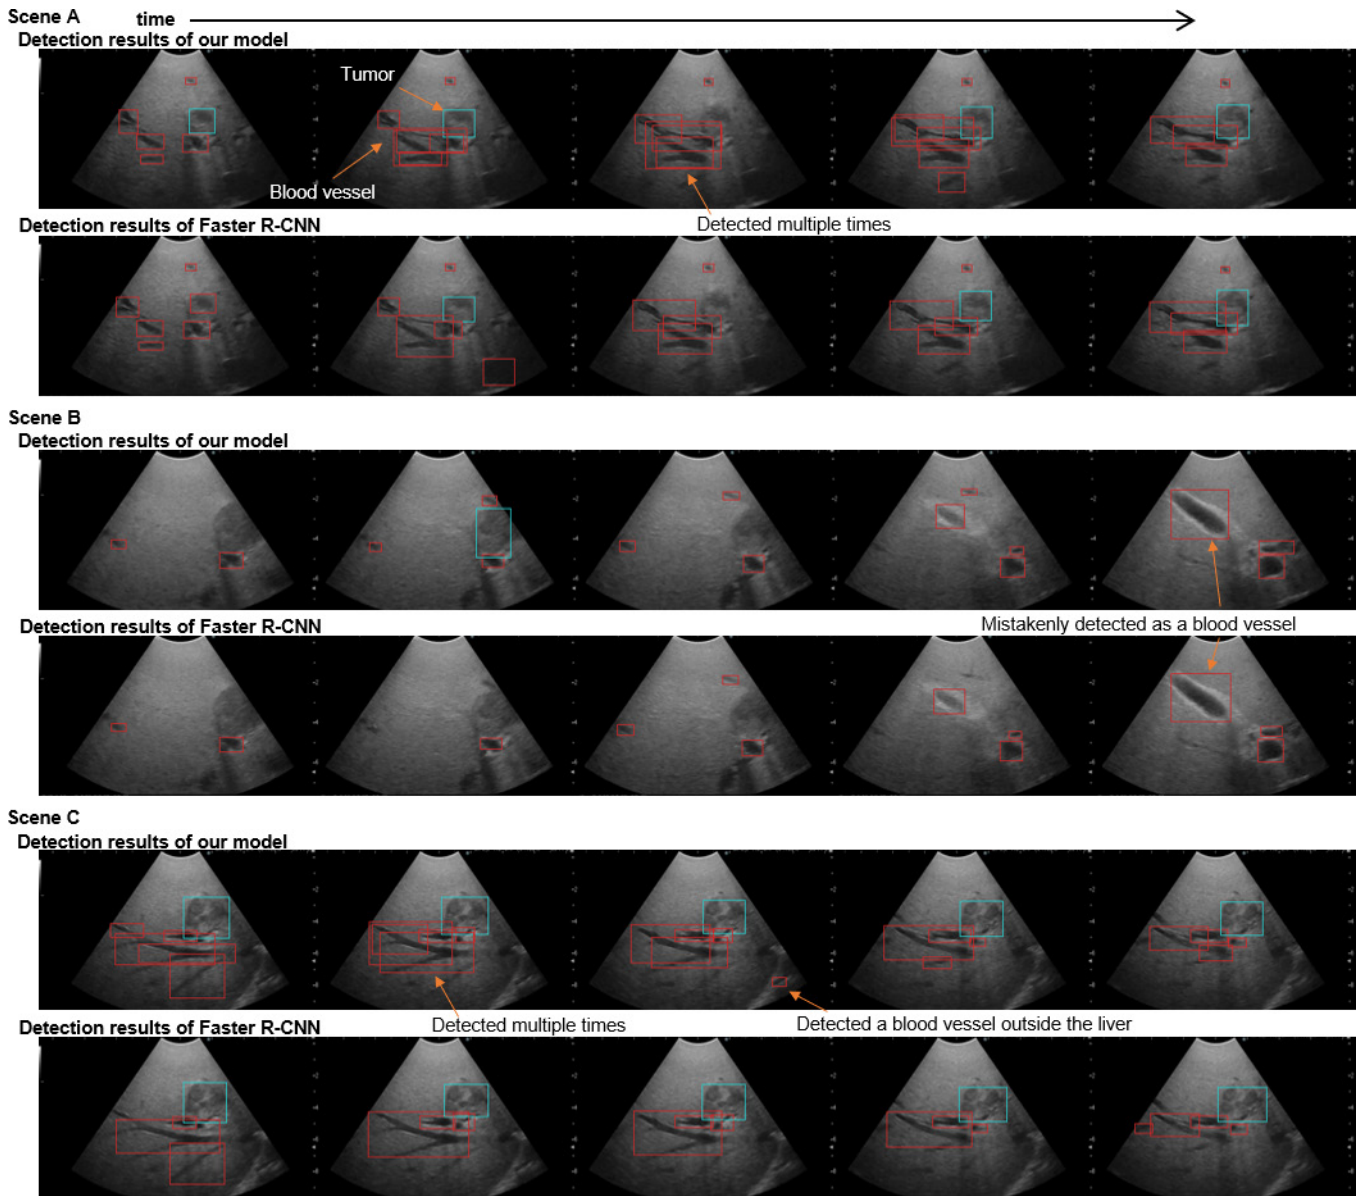 Scene A
time
Detection results of our model
Tumor
Blood vessel
Detected multiple times
Detection results of Faster R-CNN
Scene B
Detection results of our model
Mistakenly detected as a blood vessel
Detection results of Faster R-CNN
Scene C
Detection results of our model
Detected multiple times
Detected a blood vessel outside the liver
Detection results of Faster R-CNN